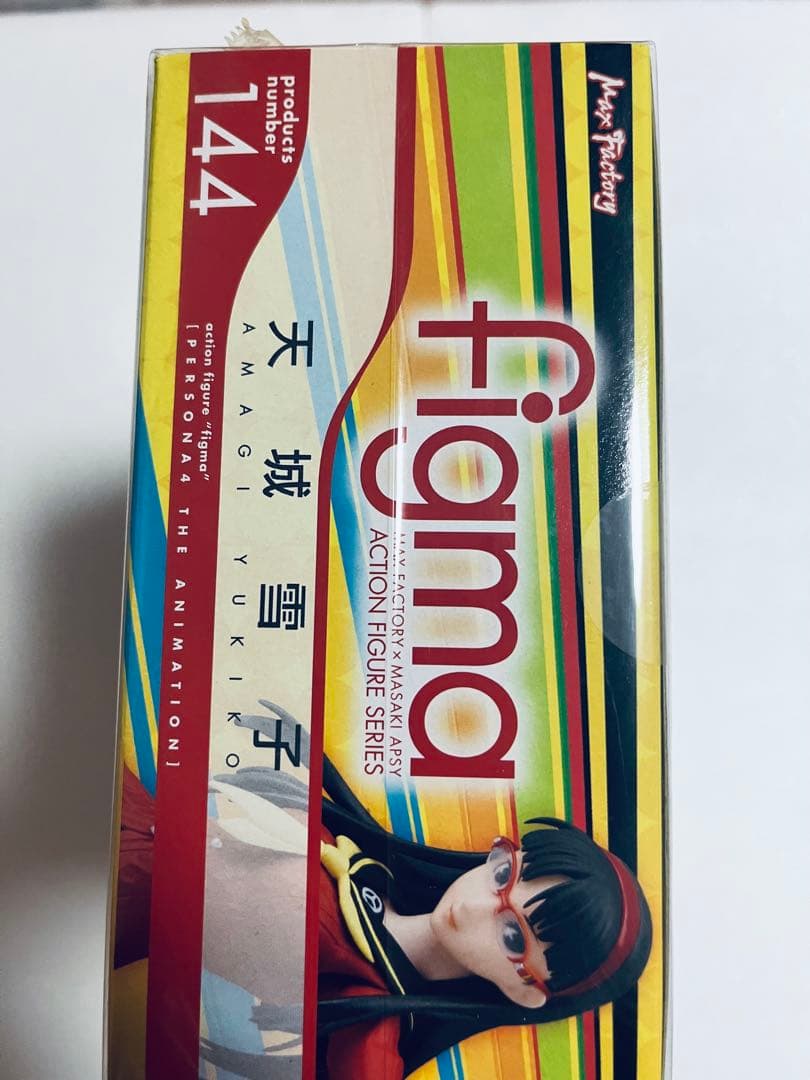 Max Factory
figma
MAX FACTORY × MASAKI APSY
ACTION FIGURE SERIES
products
number
144
天城雪子
AMAGI YUKIKO
action figure "figma"
[PERSONA4 THE ANIMATION]